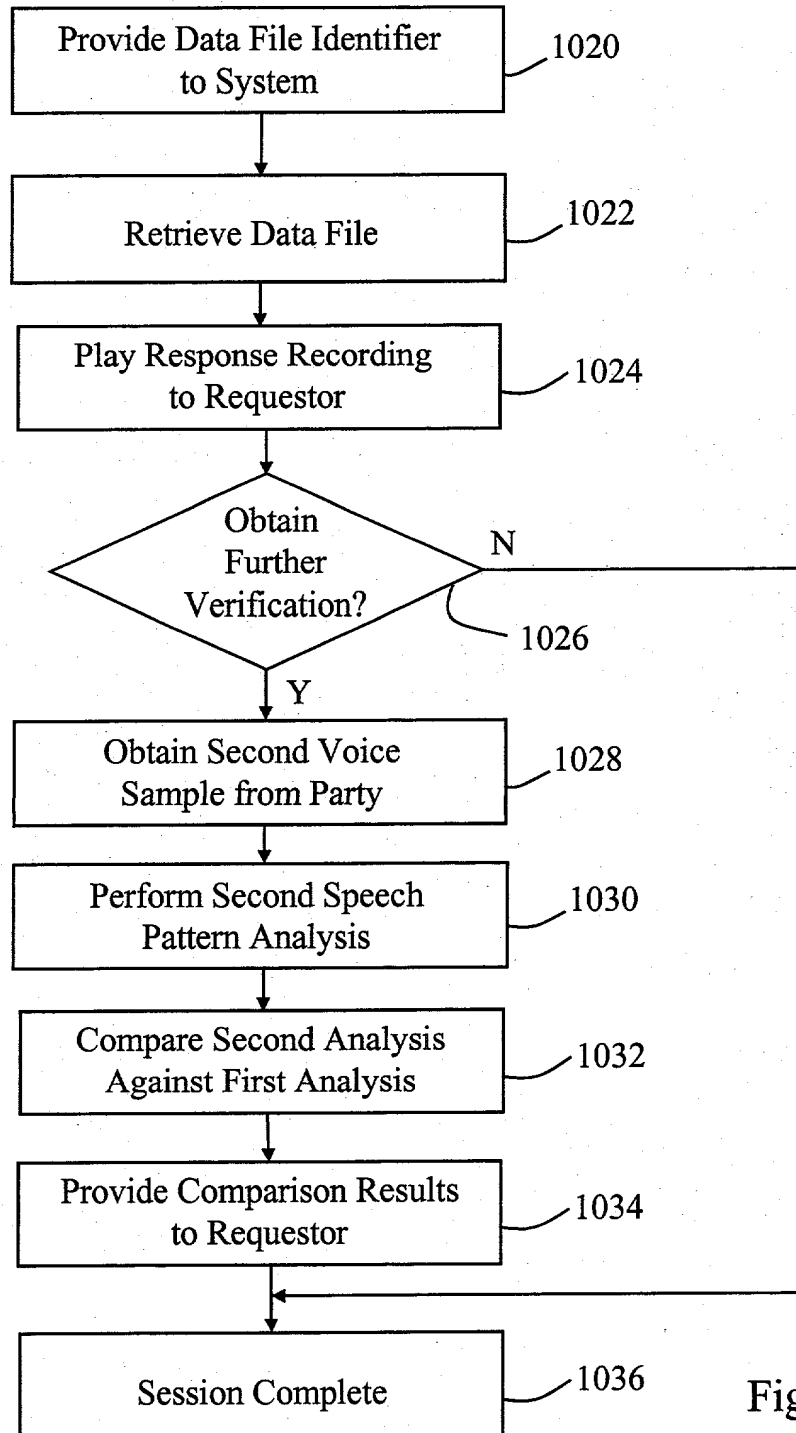 Provide Data File Identifier
to System
1020
Retrieve Data File
1022
Play Response Recording
to Requestor
1024
Obtain
Further
Verification?
N
1026
Y
Obtain Second Voice
Sample from Party
1028
Perform Second Speech
Pattern Analysis
1030
Compare Second Analysis
Against First Analysis
1032
Provide Comparison Results
to Requestor
1034
Session Complete
1036
Fig